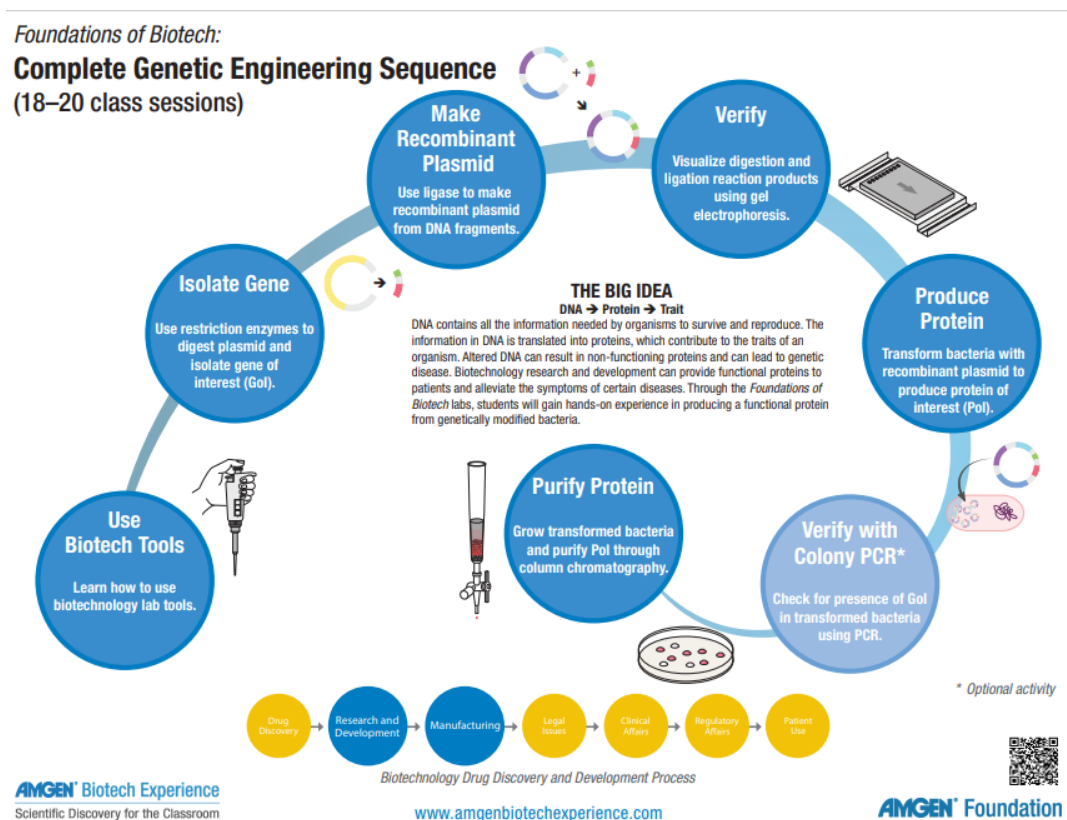 Foundations of Biotech:
Complete Genetic Engineering Sequence
(18–20 class sessions)
Use
Biotech Tools
Learn how to use
biotechnology lab tools.
Isolate Gene
Use restriction enzymes to
digest plasmid and
isolate gene of
interest (GoI).
Make
Recombinant
Plasmid
Use ligase to make
recombinant plasmid
from DNA fragments.
+
Verify
Visualize digestion and
ligation reaction products
using gel
electrophoresis.
Produce
Protein
Transform bacteria with
recombinant plasmid to
produce protein of
interest (PoI).
Verify with
Colony PCR*
Check for presence of GoI
in transformed bacteria
using PCR.
Purify Protein
Grow transformed bacteria
and purify PoI through
column chromatography.
THE BIG IDEA
DNA ➔ Protein ➔ Trait
DNA contains all the information needed by organisms to survive and reproduce. The
information in DNA is translated into proteins, which contribute to the traits of an
organism. Altered DNA can result in non-functioning proteins and can lead to genetic
disease. Biotechnology research and development can provide functional proteins to
patients and alleviate the symptoms of certain diseases. Through the Foundations of
Biotech labs, students will gain hands-on experience in producing a functional protein
from genetically modified bacteria.
* Optional activity
Drug
Discovery
Research and
Development
Manufacturing
Legal
Issues
Clinical
Affairs
Regulatory
Affairs
Patient
Use
Biotechnology Drug Discovery and Development Process
AMGEN® Biotech Experience
Scientific Discovery for the Classroom
www.amgenbiotechexperience.com
AMGEN® Foundation